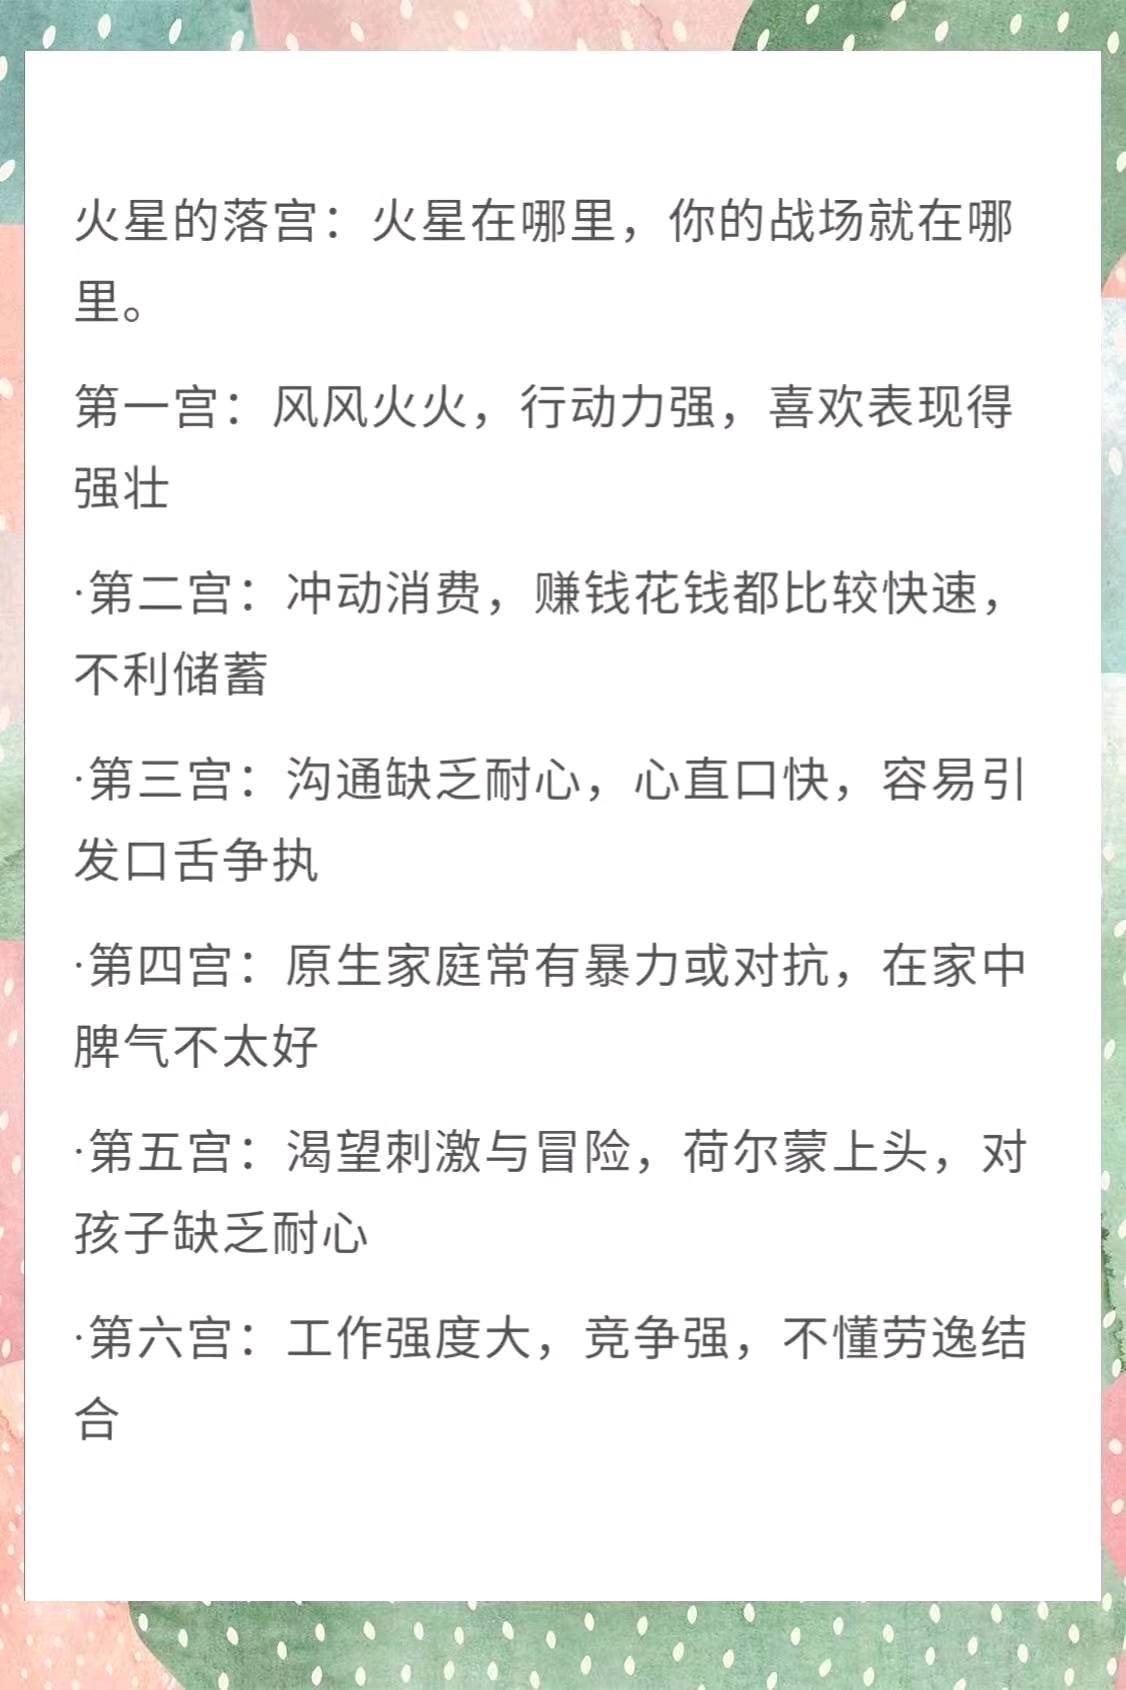 火星的落宫：火星在哪里，你的战场就在哪
里。
第一宫：风风火火，行动力强，喜欢表现得
强壮
·第二宫：冲动消费，赚钱花钱都比较快速，
不利储蓄
·第三宫：沟通缺乏耐心，心直口快，容易引
发口舌争执
·第四宫：原生家庭常有暴力或对抗，在家中
脾气不太好
·第五宫：渴望刺激与冒险，荷尔蒙上头，对
孩子缺乏耐心
·第六宫：工作强度大，竞争强，不懂劳逸结
合